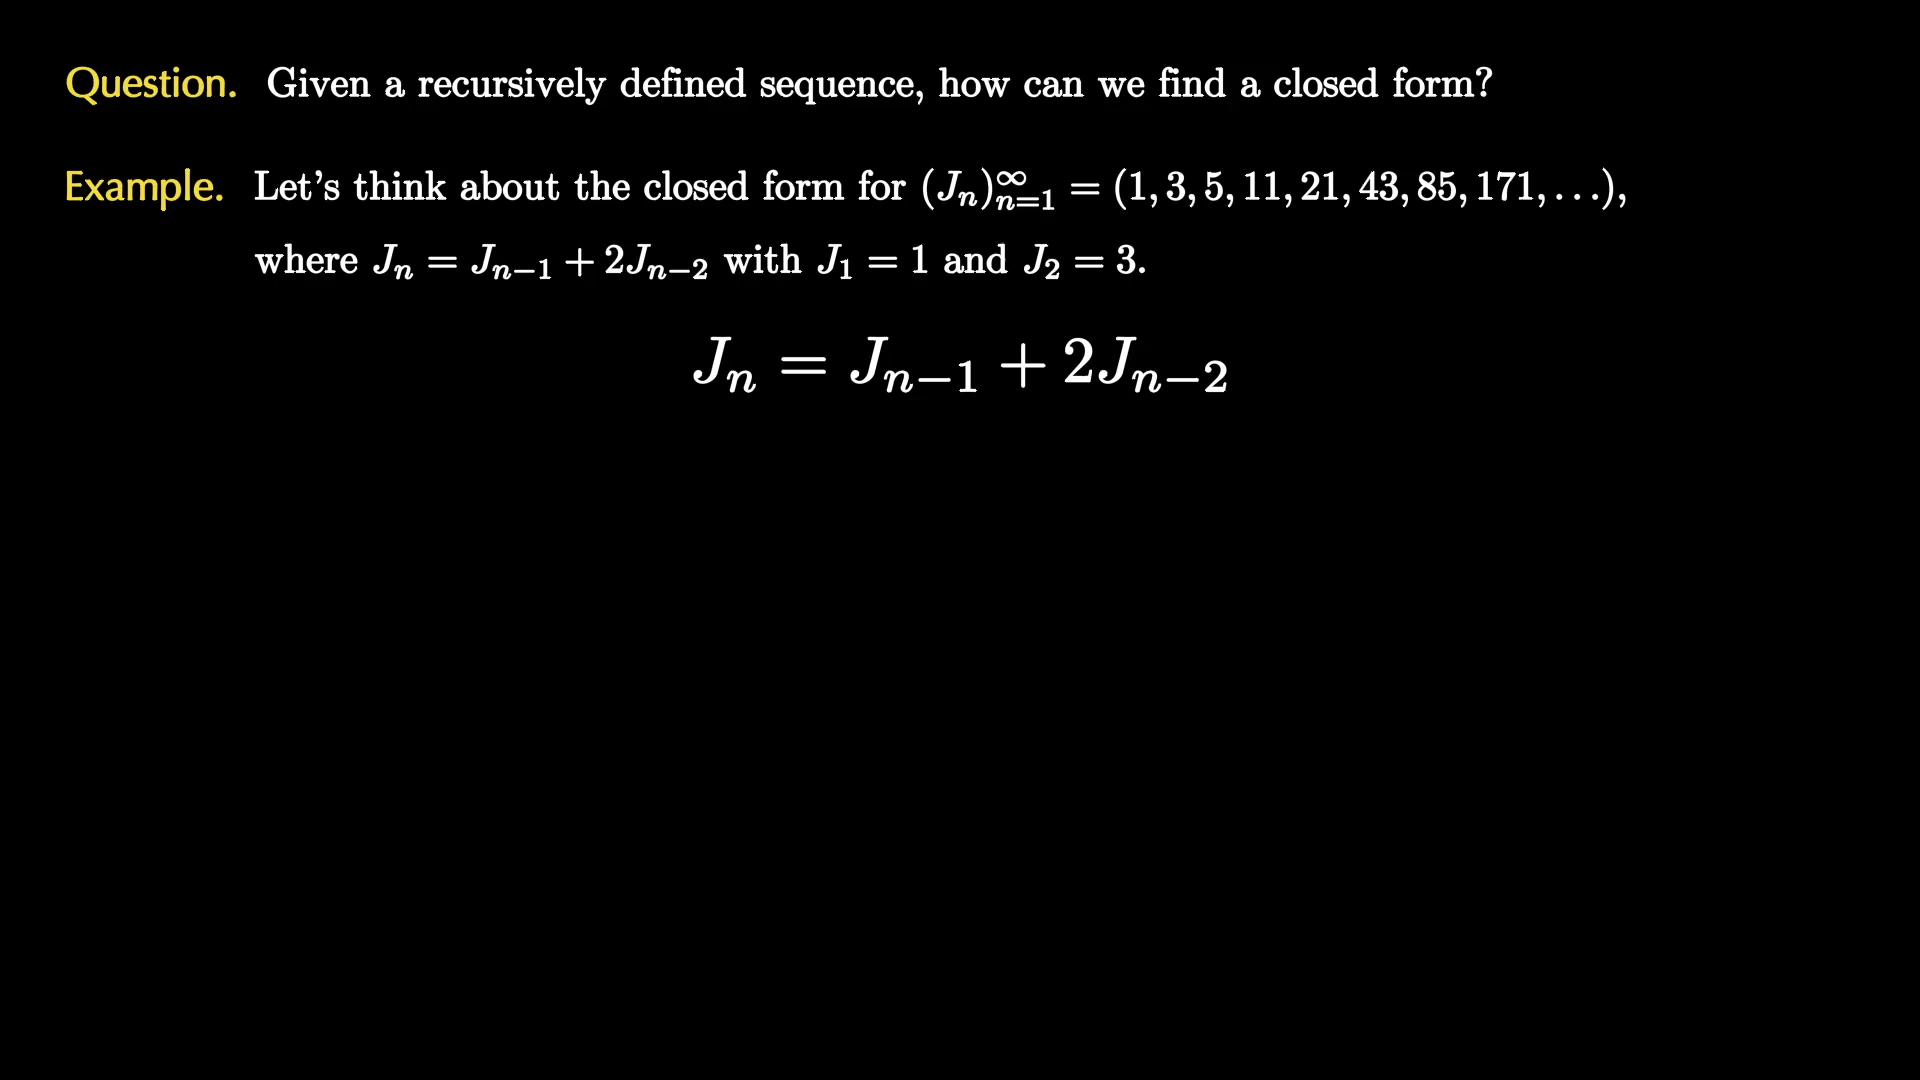 Question. Given a recursively defined sequence, how can we find a closed form?
Example. Let's think about the closed form for $(J_n)_{n=1}^{\infty} = (1, 3, 5, 11, 21, 43, 85, 171, \ldots),$
where $J_n = J_{n-1} + 2J_{n-2}$ with $J_1 = 1$ and $J_2 = 3.$
$J_n = J_{n-1} + 2J_{n-2}$